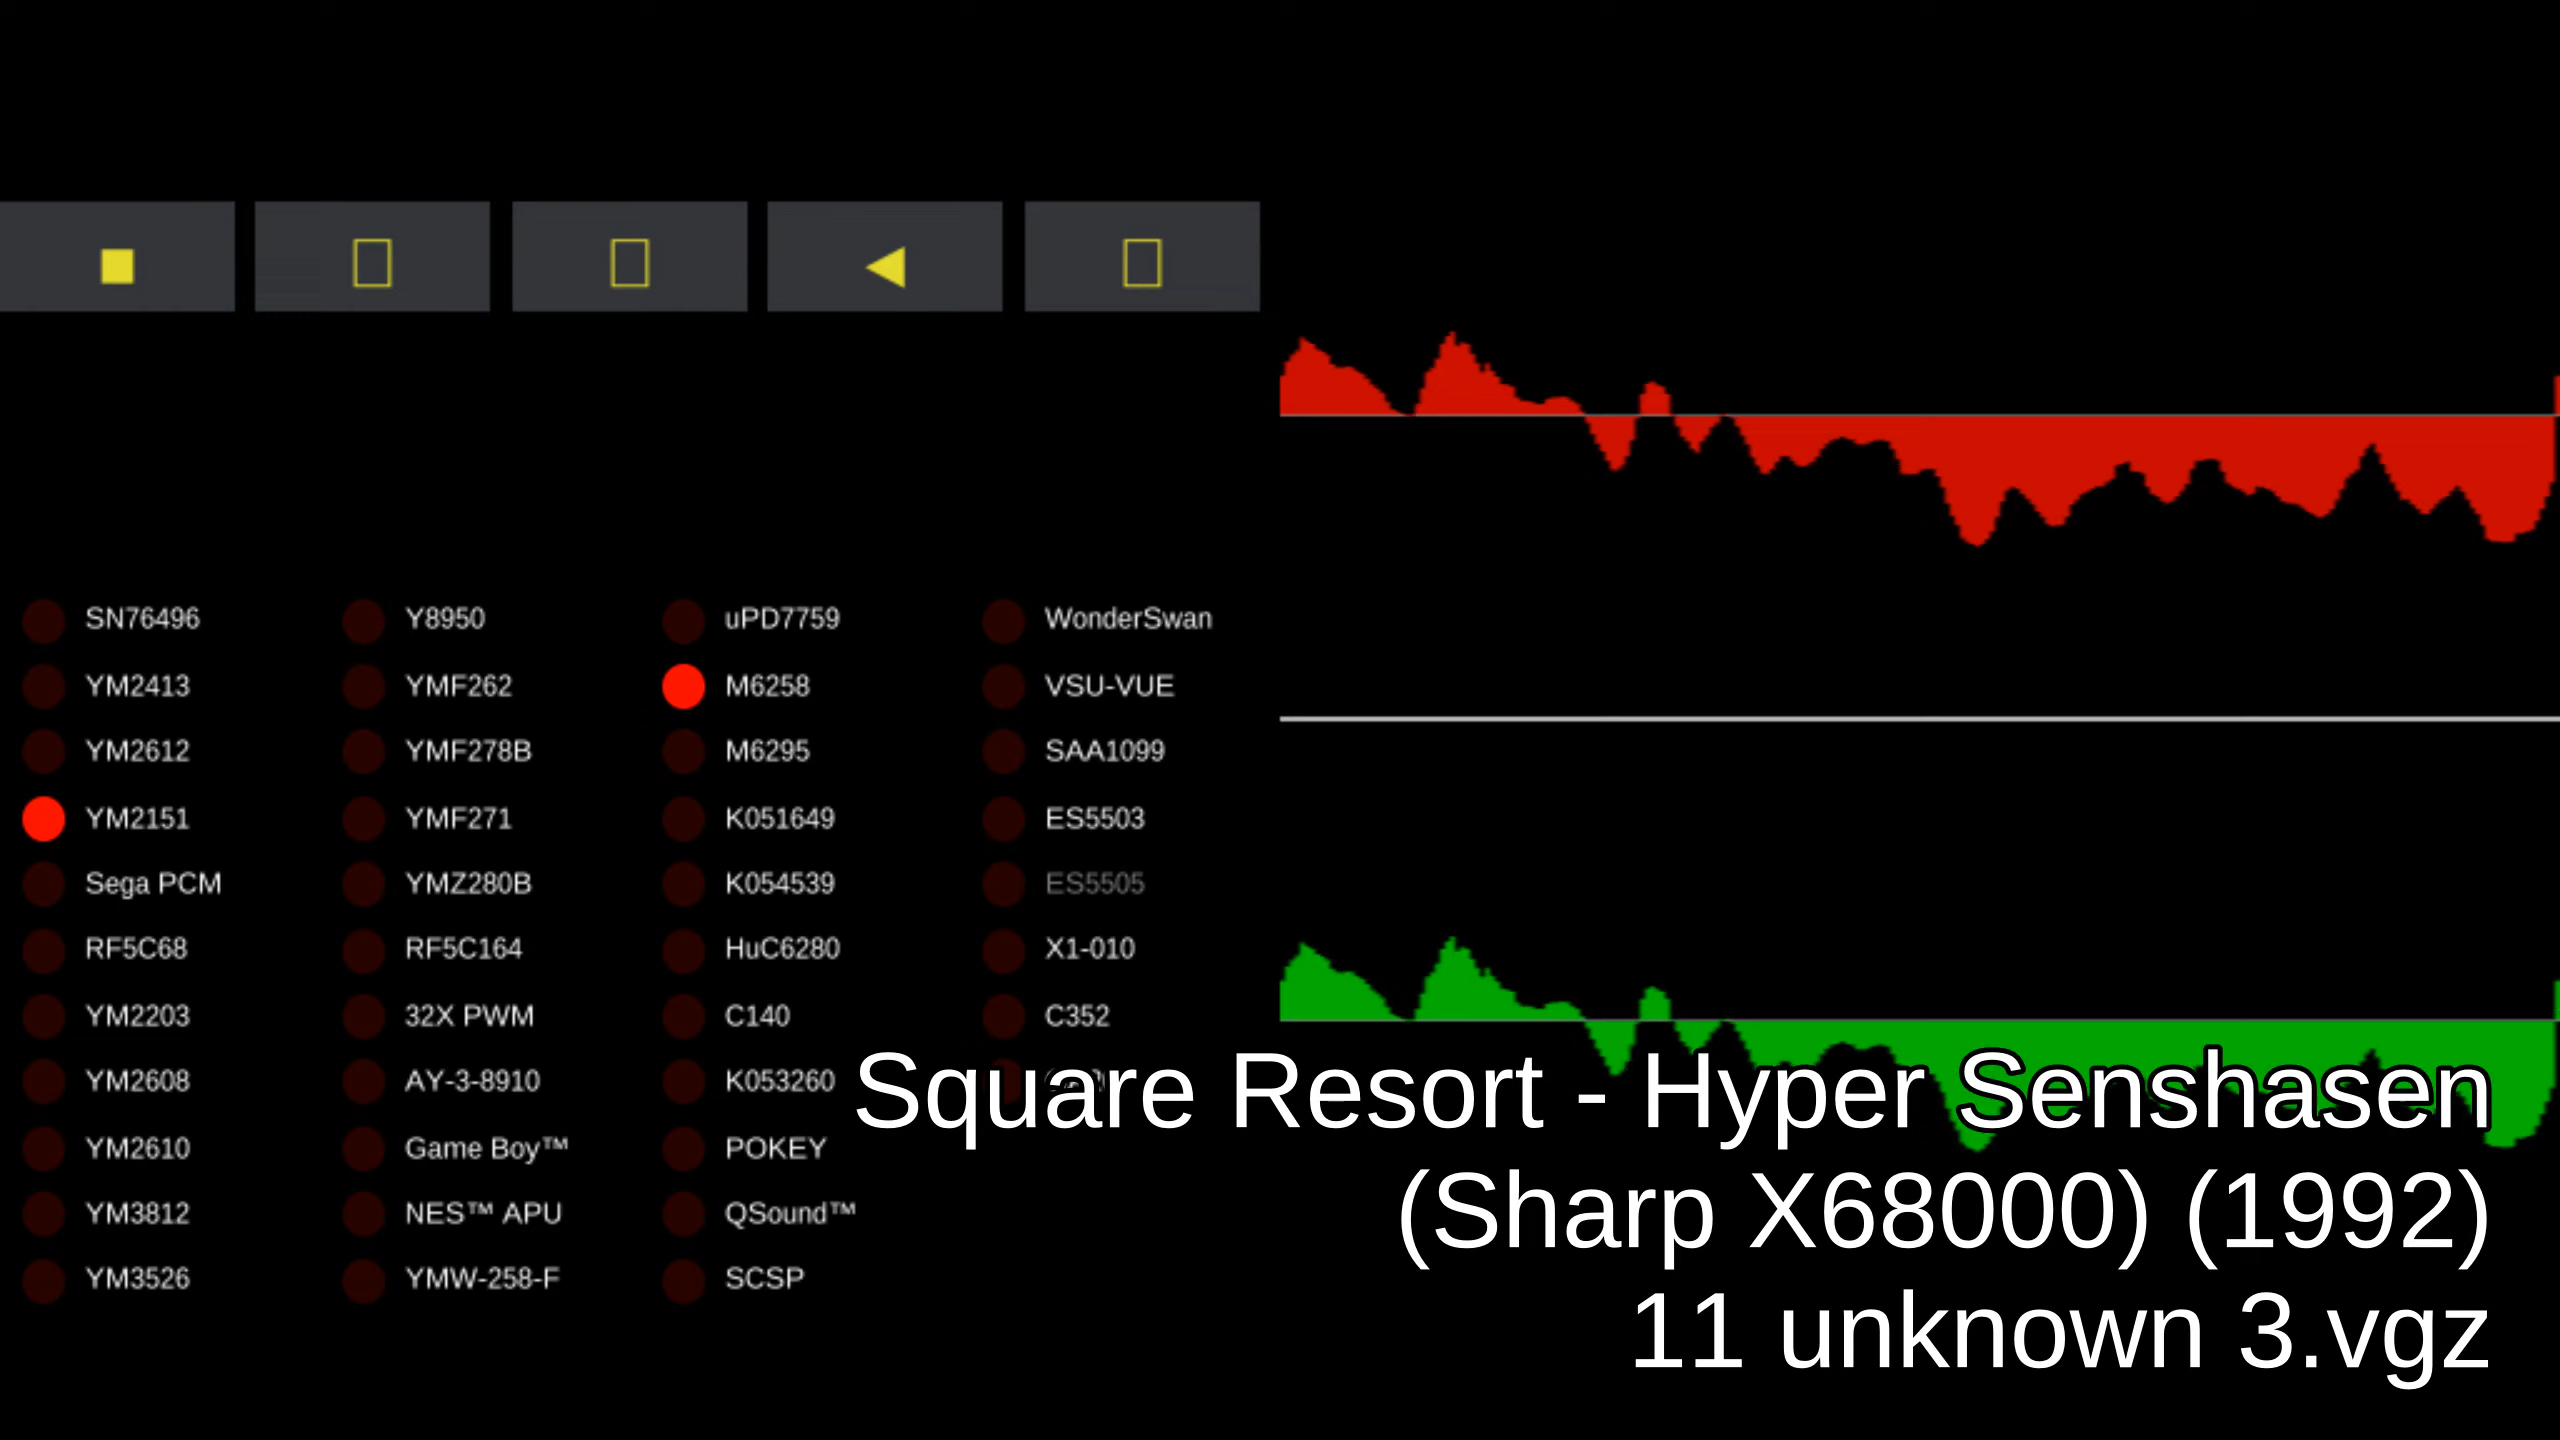 SN76496
YM2413
YM2612
YM2151
Sega PCM
RF5C68
YM2203
YM2608
YM2610
YM3812
YM3526
Y8950
YMF262
YMF278B
YMF271
YMZ280B
RF5C164
32X PWM
AY-3-8910
Game Boy™
NES™ APU
YMW-258-F
uPD7759
M6258
M6295
K051649
K054539
HuC6280
C140
K053260
POKEY
QSound™
SCSP
WonderSwan
VSU-VUE
SAA1099
ES5503
ES5505
X1-010
C352
Square Resort - Hyper Senshasen
(Sharp X68000) (1992)
11 unknown 3.vgz